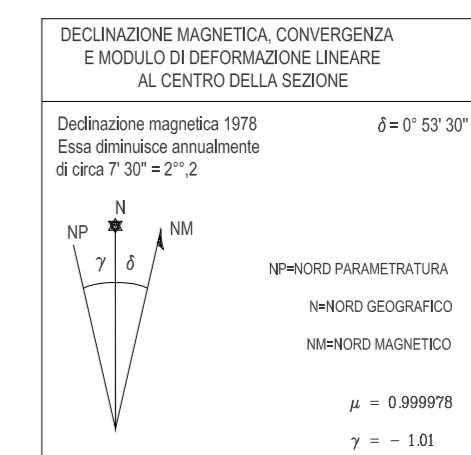 DECLINAZIONE MAGNETICA, CONVERGENZA
E MODULO DI DEFORMAZIONE LINEARE
AL CENTRO DELLA SEZIONE
Declinazione magnetica 1978 δ = 0° 53' 30"
Essa diminuisce annualmente
di circa 7' 30" = 2°°,2
N
NP NM
γ δ
NP=NORD PARAMETRATURA
N=NORD GEOGRAFICO
NM=NORD MAGNETICO
μ = 0.999978
γ = - 1.01